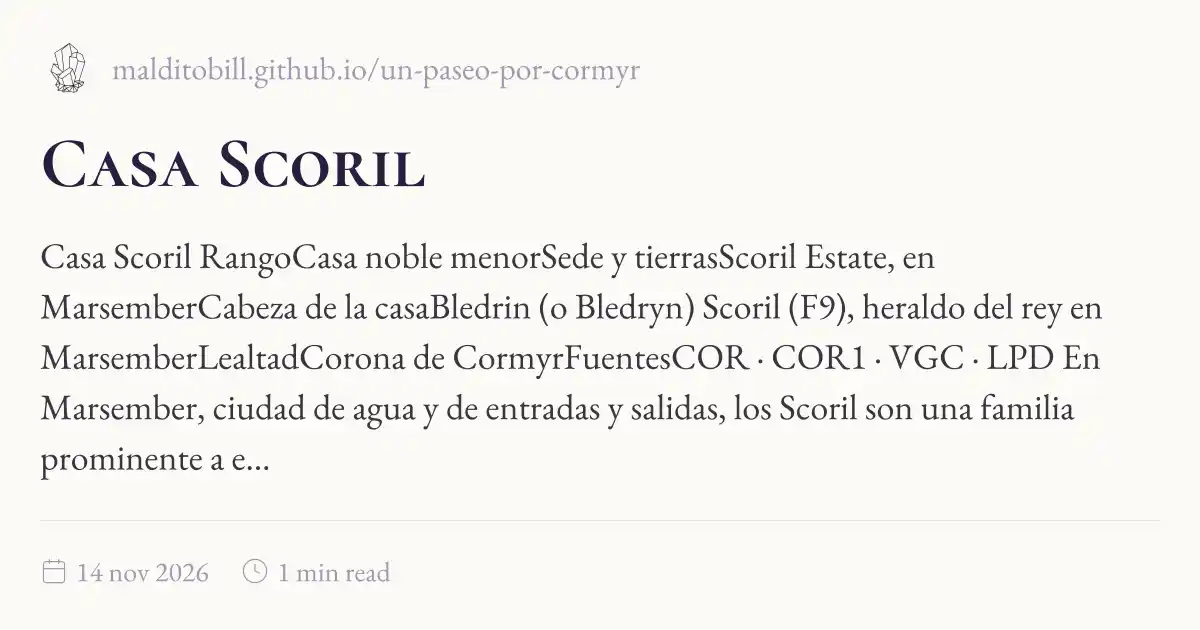 malditobill.github.io/un-paseo-por-cormyr
Casa Scoril
Casa Scoril RangoCasa noble menorSede y tierrasScoril Estate, en
MarsemberCabeza de la casaBledrin (o Bledryn) Scoril (F9), heraldo del rey en
MarsemberLealtadCorona de CormyrFuentesCOR · COR1 · VGC · LPD En
Marsember, ciudad de agua y de entradas y salidas, los Scoril son una familia
prominente a e...
14 nov 2026 1 min read